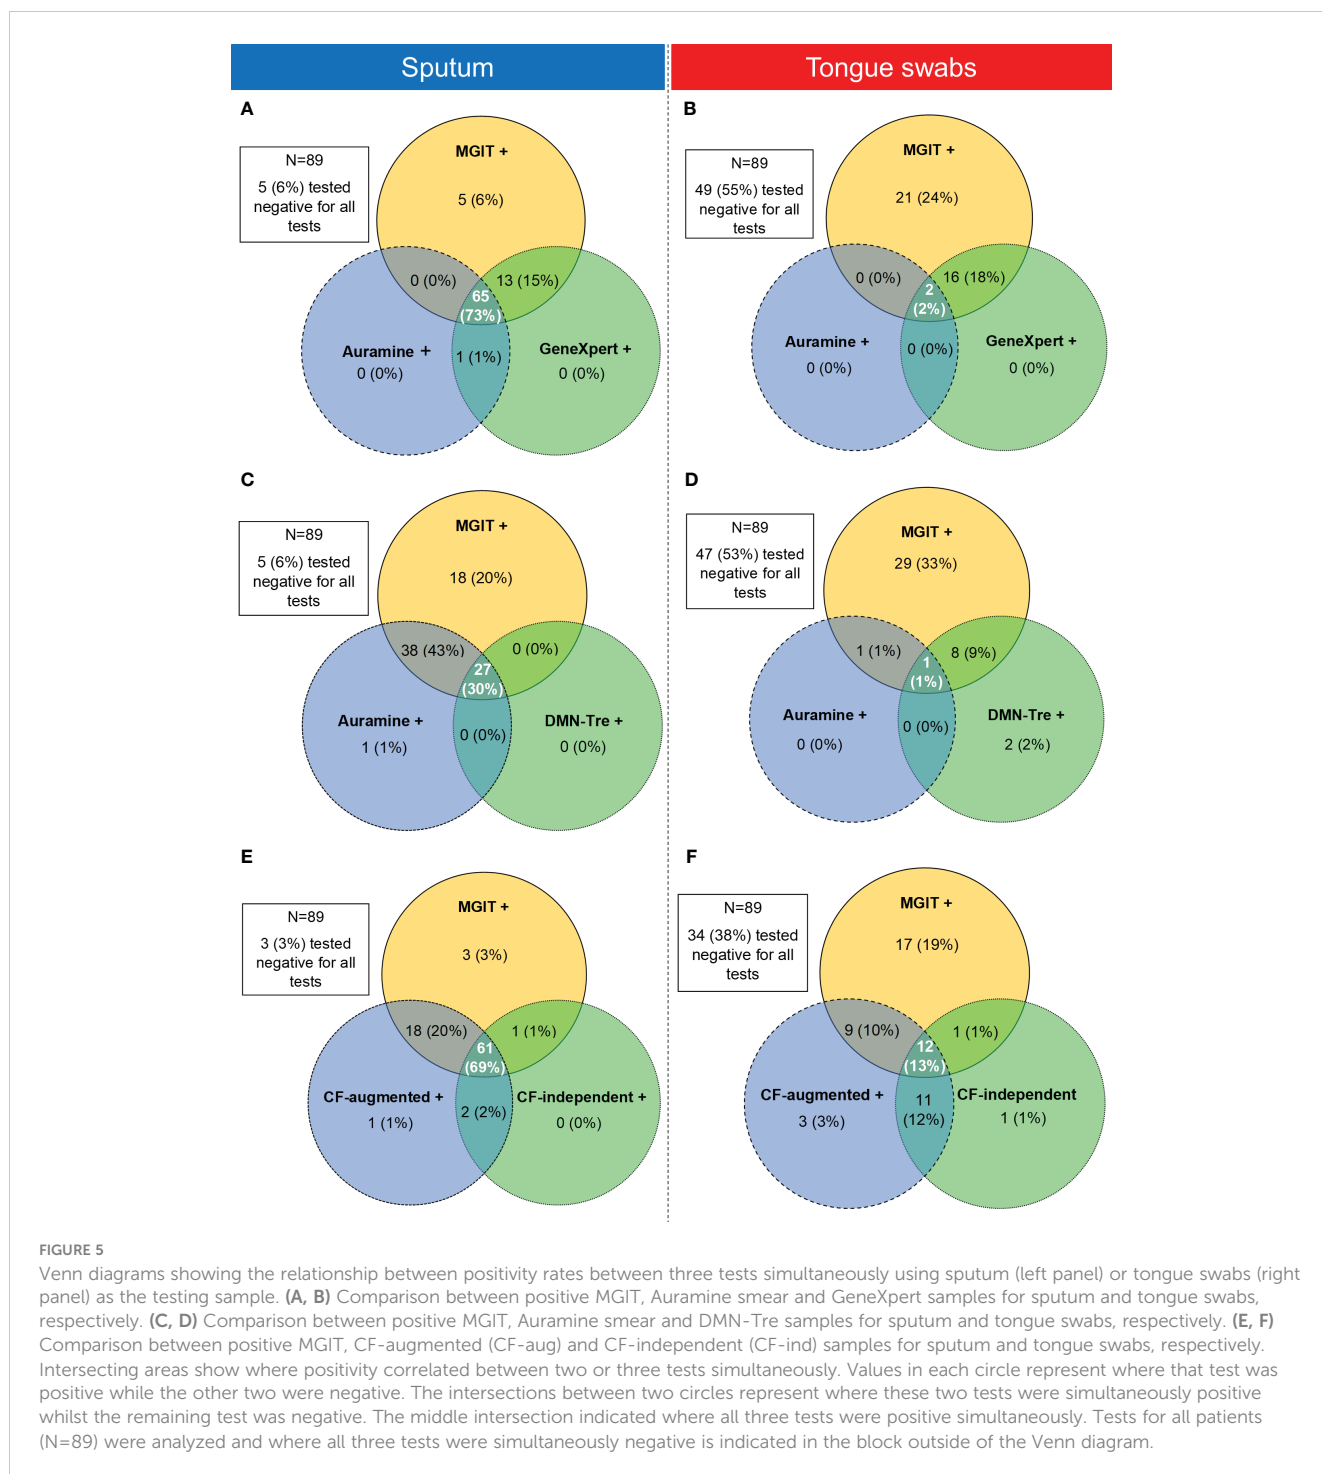 Sputum
Tongue swabs
A
N=89
5 (6%) tested
negative for all
tests
MGIT +
5 (6%)
0 (0%)
13 (15%)
65
(73%)
Auramine +
0 (0%)
1 (1%)
GeneXpert +
0 (0%)
B
N=89
49 (55%) tested
negative for all
tests
MGIT +
21 (24%)
0 (0%)
16 (18%)
2
(2%)
Auramine +
0 (0%)
0 (0%)
GeneXpert +
0 (0%)
C
N=89
5 (6%) tested
negative for all
tests
MGIT +
18 (20%)
38 (43%)
0 (0%)
27
(30%)
Auramine +
1 (1%)
0 (0%)
DMN-Tre +
0 (0%)
D
N=89
47 (53%) tested
negative for all
tests
MGIT +
29 (33%)
1 (1%)
8 (9%)
1
(1%)
Auramine +
0 (0%)
0 (0%)
DMN-Tre +
2 (2%)
E
N=89
3 (3%) tested
negative for all
tests
MGIT +
3 (3%)
18 (20%)
1 (1%)
61
(69%)
CF-augmented +
1 (1%)
2 (2%)
CF-independent +
0 (0%)
F
N=89
34 (38%) tested
negative for all
tests
MGIT +
17 (19%)
9 (10%)
1 (1%)
12
(13%)
CF-augmented +
3 (3%)
11
(12%)
CF-independent
1 (1%)
FIGURE 5
Venn diagrams showing the relationship between positivity rates between three tests simultaneously using sputum (left panel) or tongue swabs (right
panel) as the testing sample. (A, B) Comparison between positive MGIT, Auramine smear and GeneXpert samples for sputum and tongue swabs,
respectively. (C, D) Comparison between positive MGIT, Auramine smear and DMN-Tre samples for sputum and tongue swabs, respectively. (E, F)
Comparison between positive MGIT, CF-augmented (CF-aug) and CF-independent (CF-ind) samples for sputum and tongue swabs, respectively.
Intersecting areas show where positivity correlated between two or three tests simultaneously. Values in each circle represent where that test was
positive while the other two were negative. The intersections between two circles represent where these two tests were simultaneously positive
whilst the remaining test was negative. The middle intersection indicated where all three tests were positive simultaneously. Tests for all patients
(N=89) were analyzed and where all three tests were simultaneously negative is indicated in the block outside of the Venn diagram.